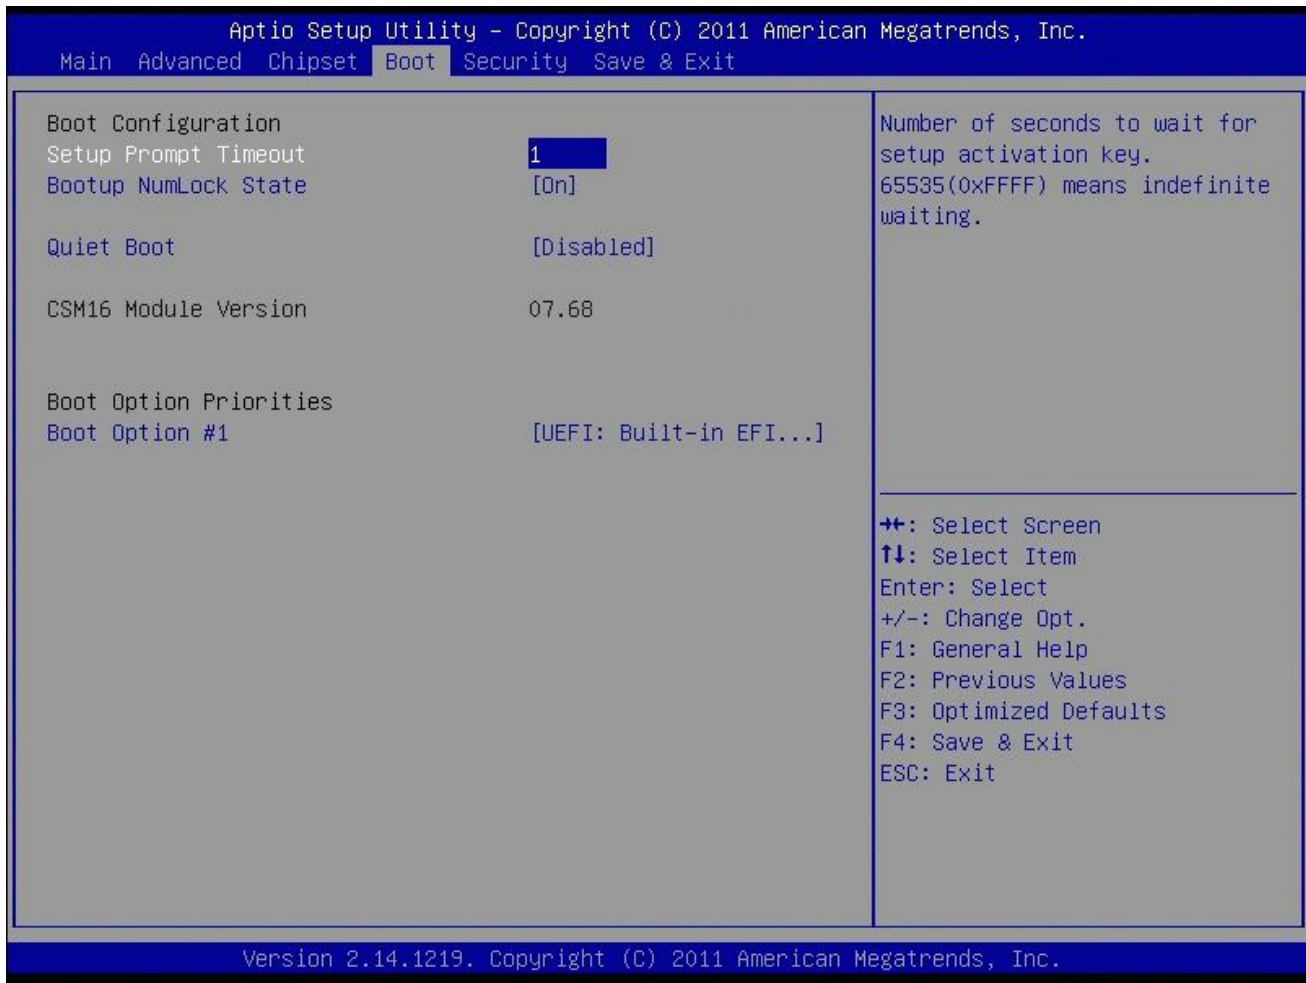 Aptio Setup Utility – Copyright (C) 2011 American Megatrends, Inc.
Main Advanced Chipset Boot Security Save & Exit
Boot Configuration
Setup Prompt Timeout 1
Bootup NumLock State [On]
Quiet Boot [Disabled]
CSM16 Module Version 07.68
Boot Option Priorities
Boot Option #1 [UEFI: Built-in EFI...]
Number of seconds to wait for
setup activation key.
65535(0xFFFF) means indefinite
waiting.
→←: Select Screen
↑↓: Select Item
Enter: Select
+/-: Change Opt.
F1: General Help
F2: Previous Values
F3: Optimized Defaults
F4: Save & Exit
ESC: Exit
Version 2.14.1219. Copyright (C) 2011 American Megatrends, Inc.